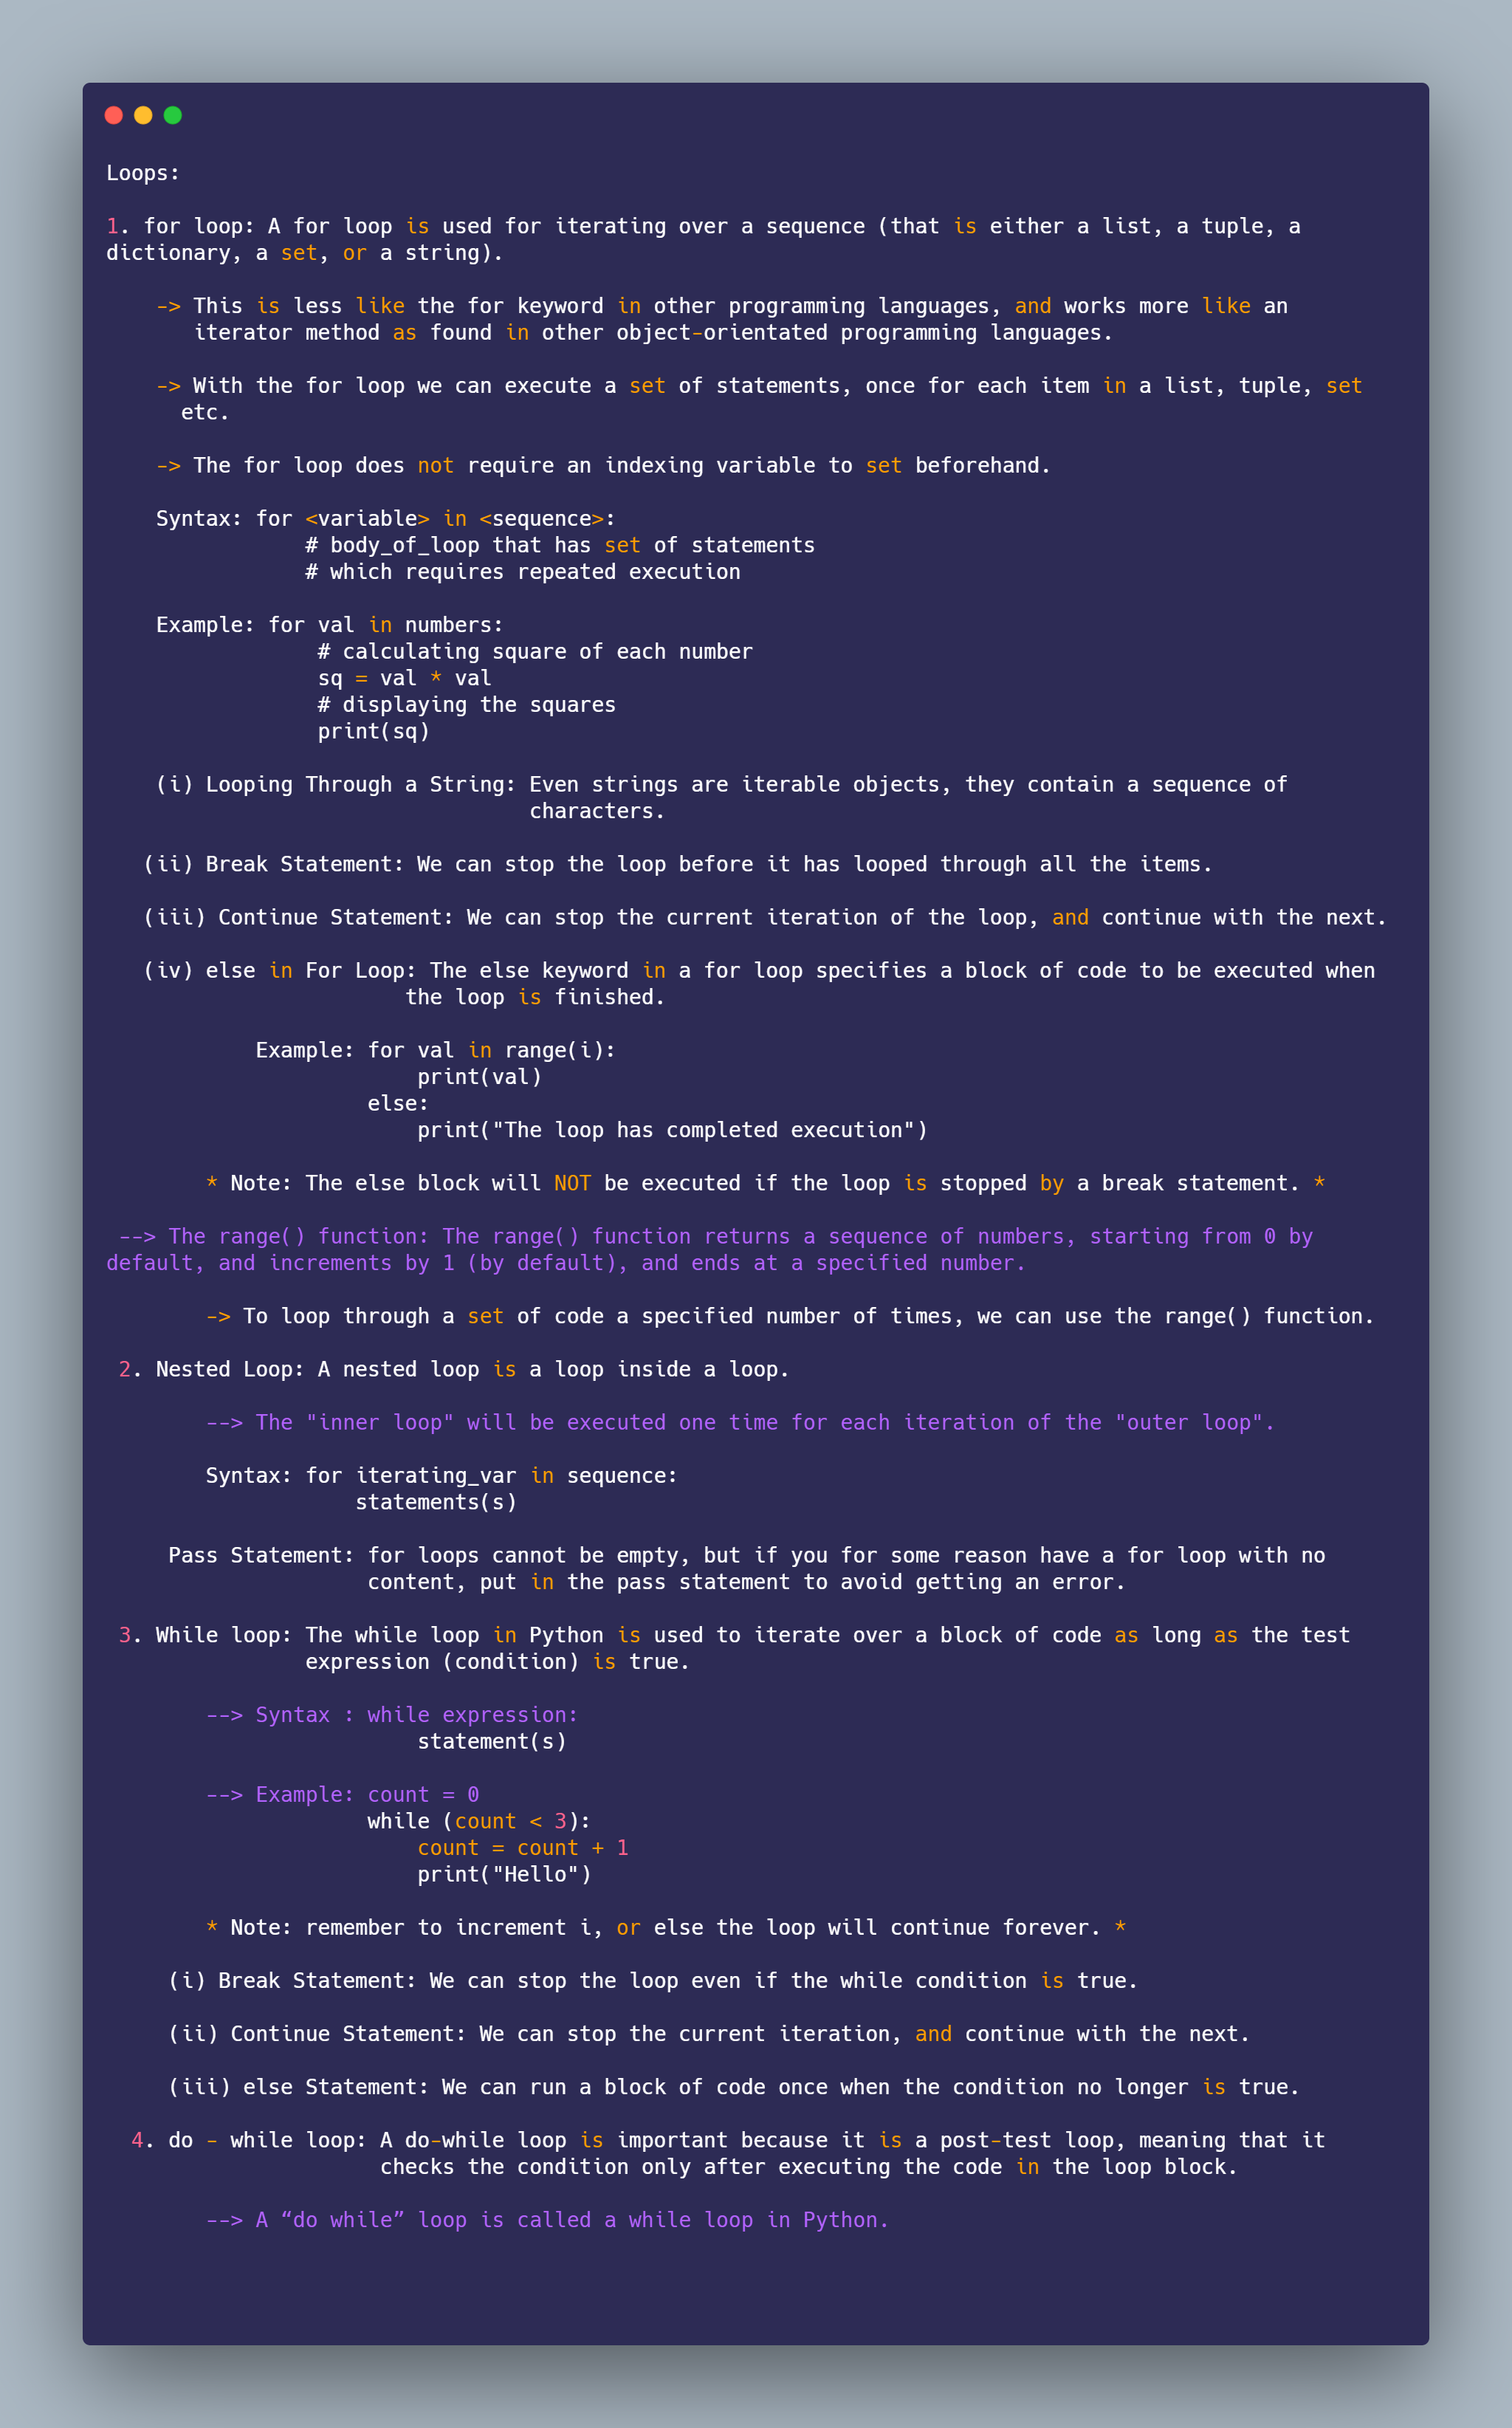 Loops:
1. for loop: A for loop is used for iterating over a sequence (that is either a list, a tuple, a
dictionary, a set, or a string).
-> This is less like the for keyword in other programming languages, and works more like an
iterator method as found in other object-orientated programming languages.
-> With the for loop we can execute a set of statements, once for each item in a list, tuple, set
etc.
-> The for loop does not require an indexing variable to set beforehand.
Syntax: for <variable> in <sequence>:
# body_of_loop that has set of statements
# which requires repeated execution
Example: for val in numbers:
# calculating square of each number
sq = val * val
# displaying the squares
print(sq)
(i) Looping Through a String: Even strings are iterable objects, they contain a sequence of
characters.
(ii) Break Statement: We can stop the loop before it has looped through all the items.
(iii) Continue Statement: We can stop the current iteration of the loop, and continue with the next.
(iv) else in For Loop: The else keyword in a for loop specifies a block of code to be executed when
the loop is finished.
Example: for val in range(i):
print(val)
else:
print("The loop has completed execution")
* Note: The else block will NOT be executed if the loop is stopped by a break statement. *
--> The range() function: The range() function returns a sequence of numbers, starting from 0 by
default, and increments by 1 (by default), and ends at a specified number.
-> To loop through a set of code a specified number of times, we can use the range() function.
2. Nested Loop: A nested loop is a loop inside a loop.
--> The "inner loop" will be executed one time for each iteration of the "outer loop".
Syntax: for iterating_var in sequence:
statements(s)
Pass Statement: for loops cannot be empty, but if you for some reason have a for loop with no
content, put in the pass statement to avoid getting an error.
3. While loop: The while loop in Python is used to iterate over a block of code as long as the test
expression (condition) is true.
--> Syntax : while expression:
statement(s)
--> Example: count = 0
while (count < 3):
count = count + 1
print("Hello")
* Note: remember to increment i, or else the loop will continue forever. *
(i) Break Statement: We can stop the loop even if the while condition is true.
(ii) Continue Statement: We can stop the current iteration, and continue with the next.
(iii) else Statement: We can run a block of code once when the condition no longer is true.
4. do - while loop: A do-while loop is important because it is a post-test loop, meaning that it
checks the condition only after executing the code in the loop block.
--> A “do while” loop is called a while loop in Python.